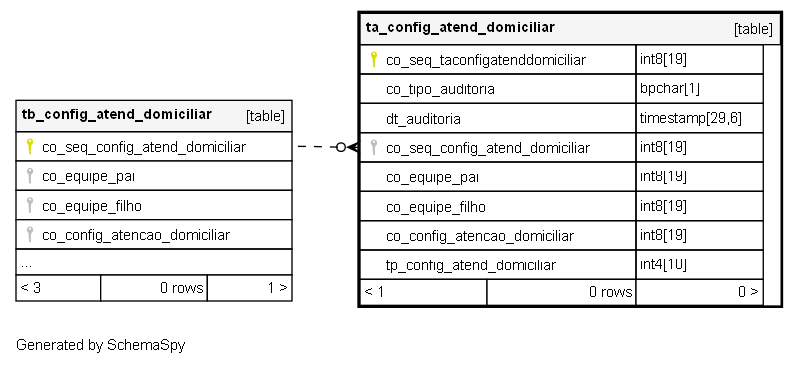 tb_config_atend_domiciliar [table]
co_seq_config_atend_domiciliar
co_equipe_pai
co_equipe_filho
co_config_atencao_domiciliar
...
< 3 0 rows 1 >
ta_config_atend_domiciliar [table]
co_seq_taconfigatenddomiciliar int8[19]
co_tipo_auditoria bpchar[1]
dt_auditoria timestamp[29,6]
co_seq_config_atend_domiciliar int8[19]
co_equipe_pai int8[19]
co_equipe_filho int8[19]
co_config_atencao_domiciliar int8[19]
tp_config_atend_domiciliar int4[10]
< 1 0 rows 0 >
Generated by SchemaSpy